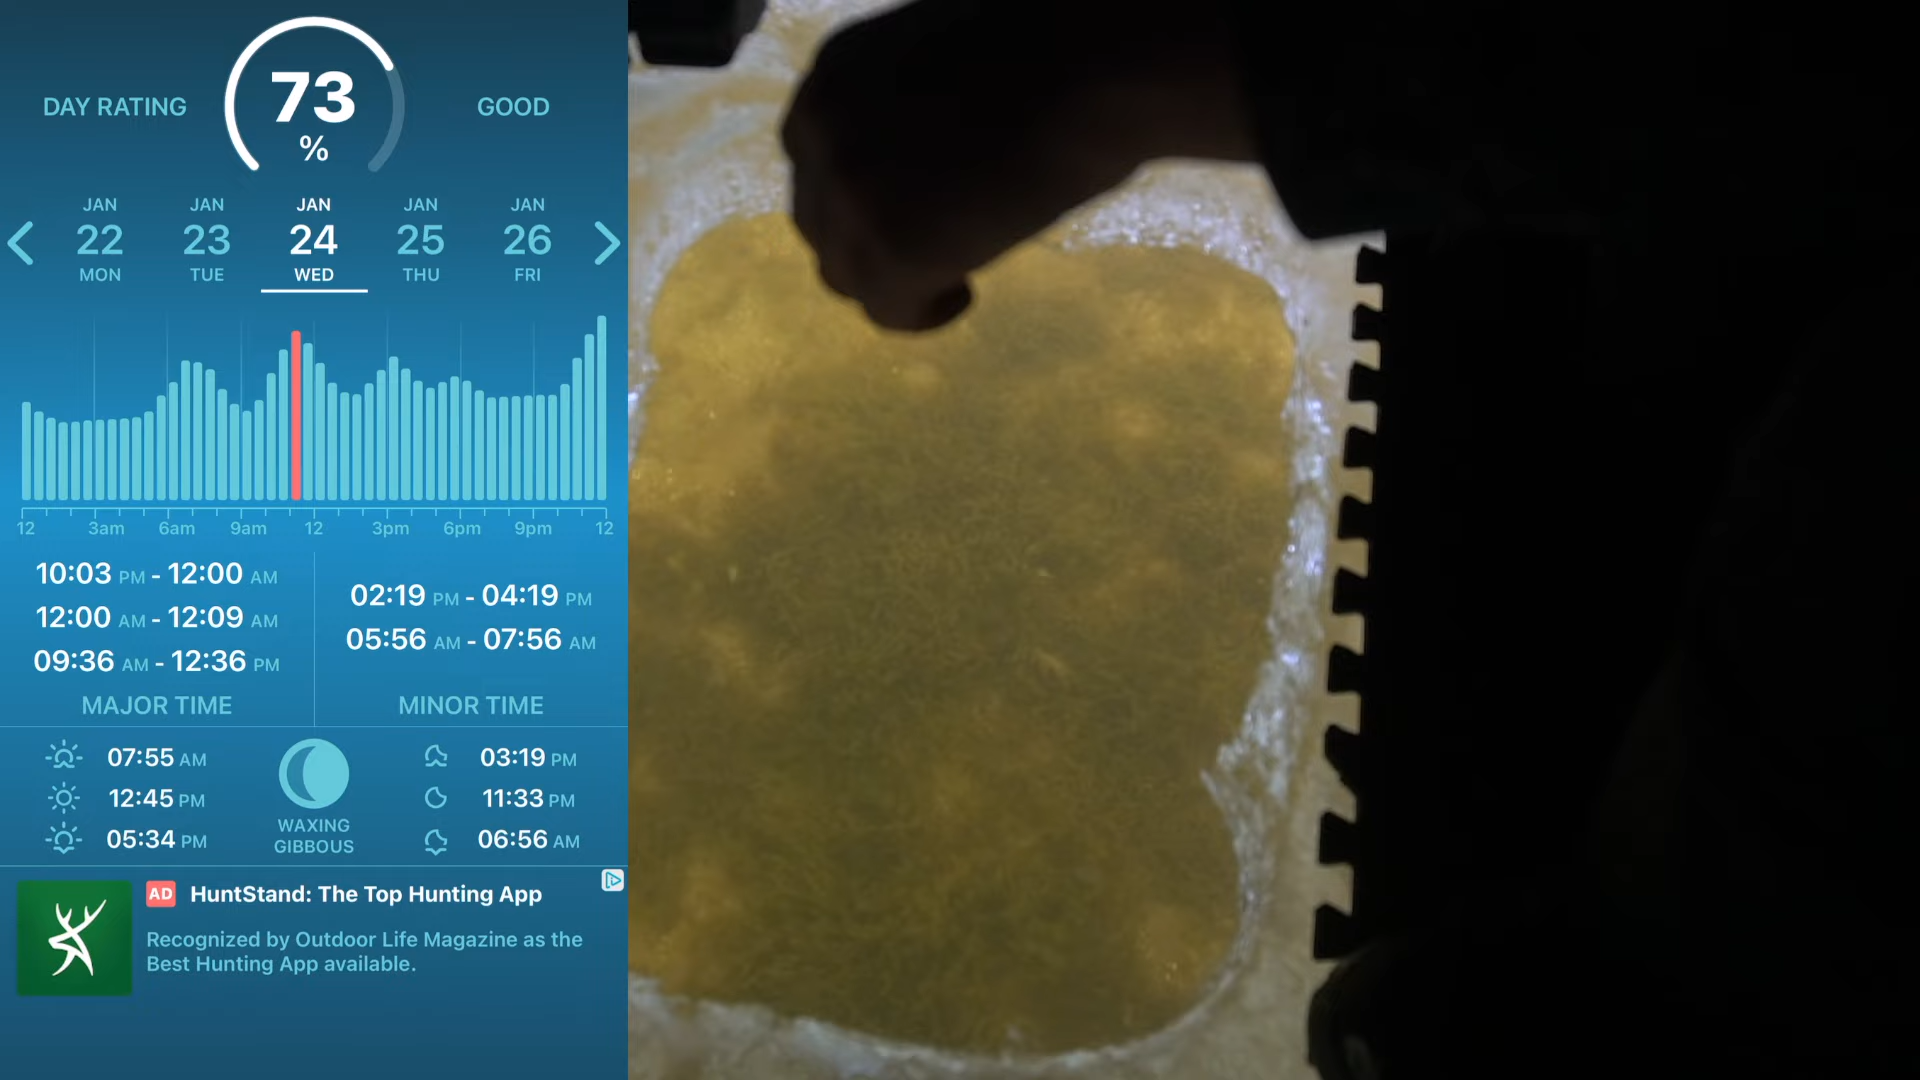 DAY RATING
73
%
GOOD
JAN JAN JAN JAN JAN
22 23 24 25 26
MON TUE WED THU FRI
12 3am 6am 9am 12 3pm 6pm 9pm 12
10:03 PM - 12:00 AM
12:00 AM - 12:09 AM
09:36 AM - 12:36 PM
MAJOR TIME
02:19 PM - 04:19 PM
05:56 AM - 07:56 AM
MINOR TIME
07:55 AM
12:45 PM
05:34 PM
WAXING
GIBBOUS
03:19 PM
11:33 PM
06:56 AM
AD HuntStand: The Top Hunting App
Recognized by Outdoor Life Magazine as the
Best Hunting App available.